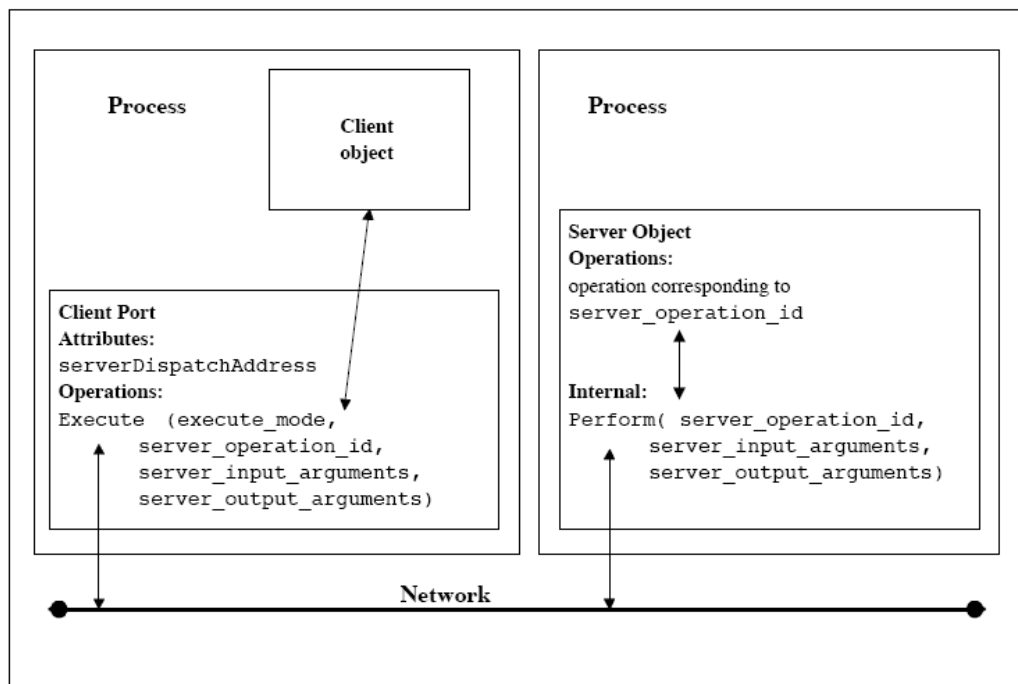 Process
Client
object
Client Port
Attributes:
serverDispatchAddress
Operations:
Execute (execute_mode,
server_operation_id,
server_input_arguments,
server_output_arguments)
Process
Server Object
Operations:
operation corresponding to
server_operation_id
Internal:
Perform( server_operation_id,
server_input_arguments,
server_output_arguments)
Network